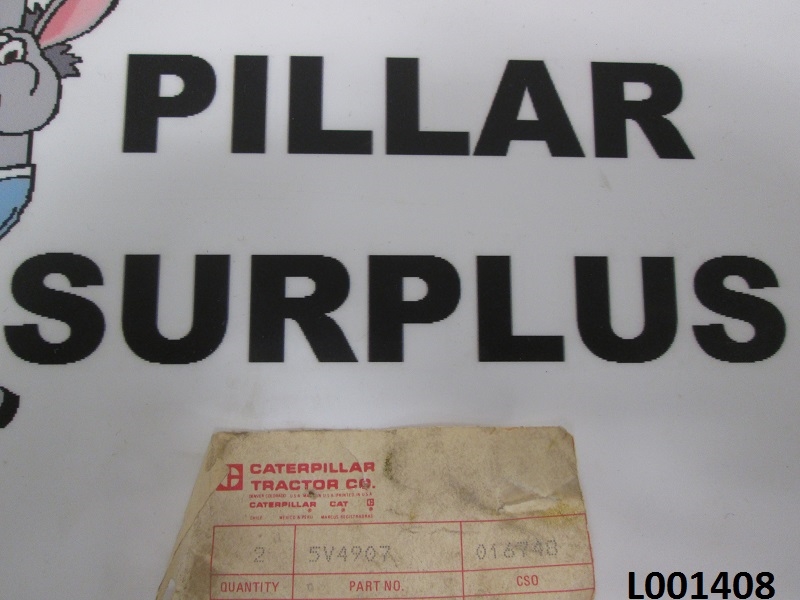 PILLAR
SURPLUS
CATERPILLAR
TRACTOR CO.
CATERPILLAR CAT
2 5V4907 016748
QUANTITY PART NO. CSO
L001408